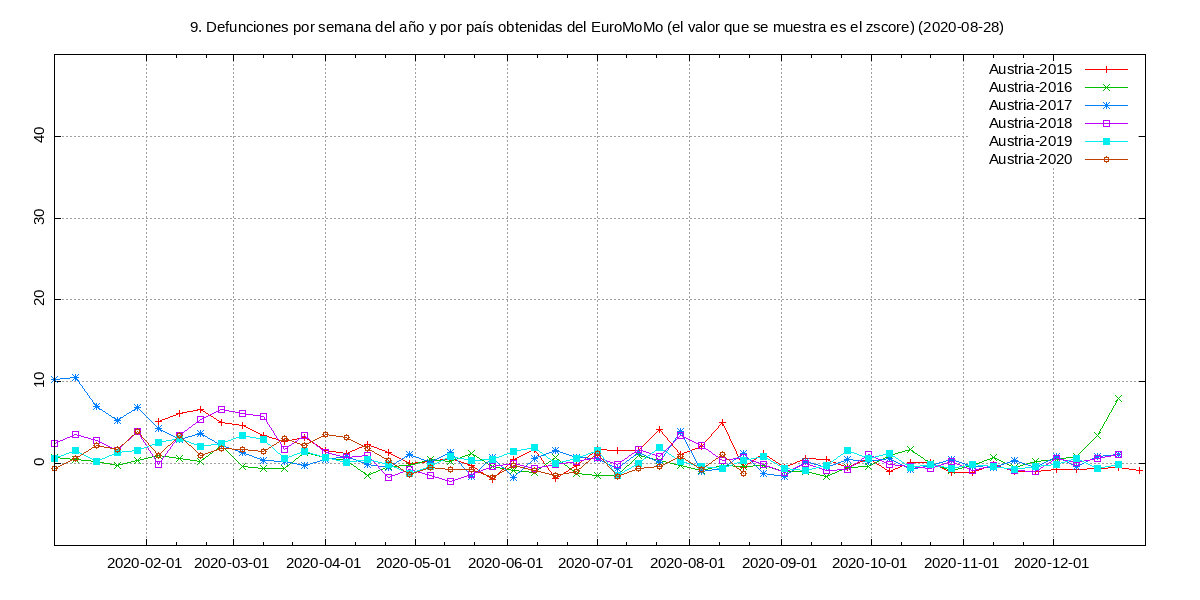 9. Defunciones por semana del año y por país obtenidas del EuroMoMo (el valor que se muestra es el zscore) (2020-08-28)
Austria-2015
Austria-2016
Austria-2017
Austria-2018
Austria-2019
Austria-2020
40
30
20
10
0
2020-02-01 2020-03-01 2020-04-01 2020-05-01 2020-06-01 2020-07-01 2020-08-01 2020-09-01 2020-10-01 2020-11-01 2020-12-01